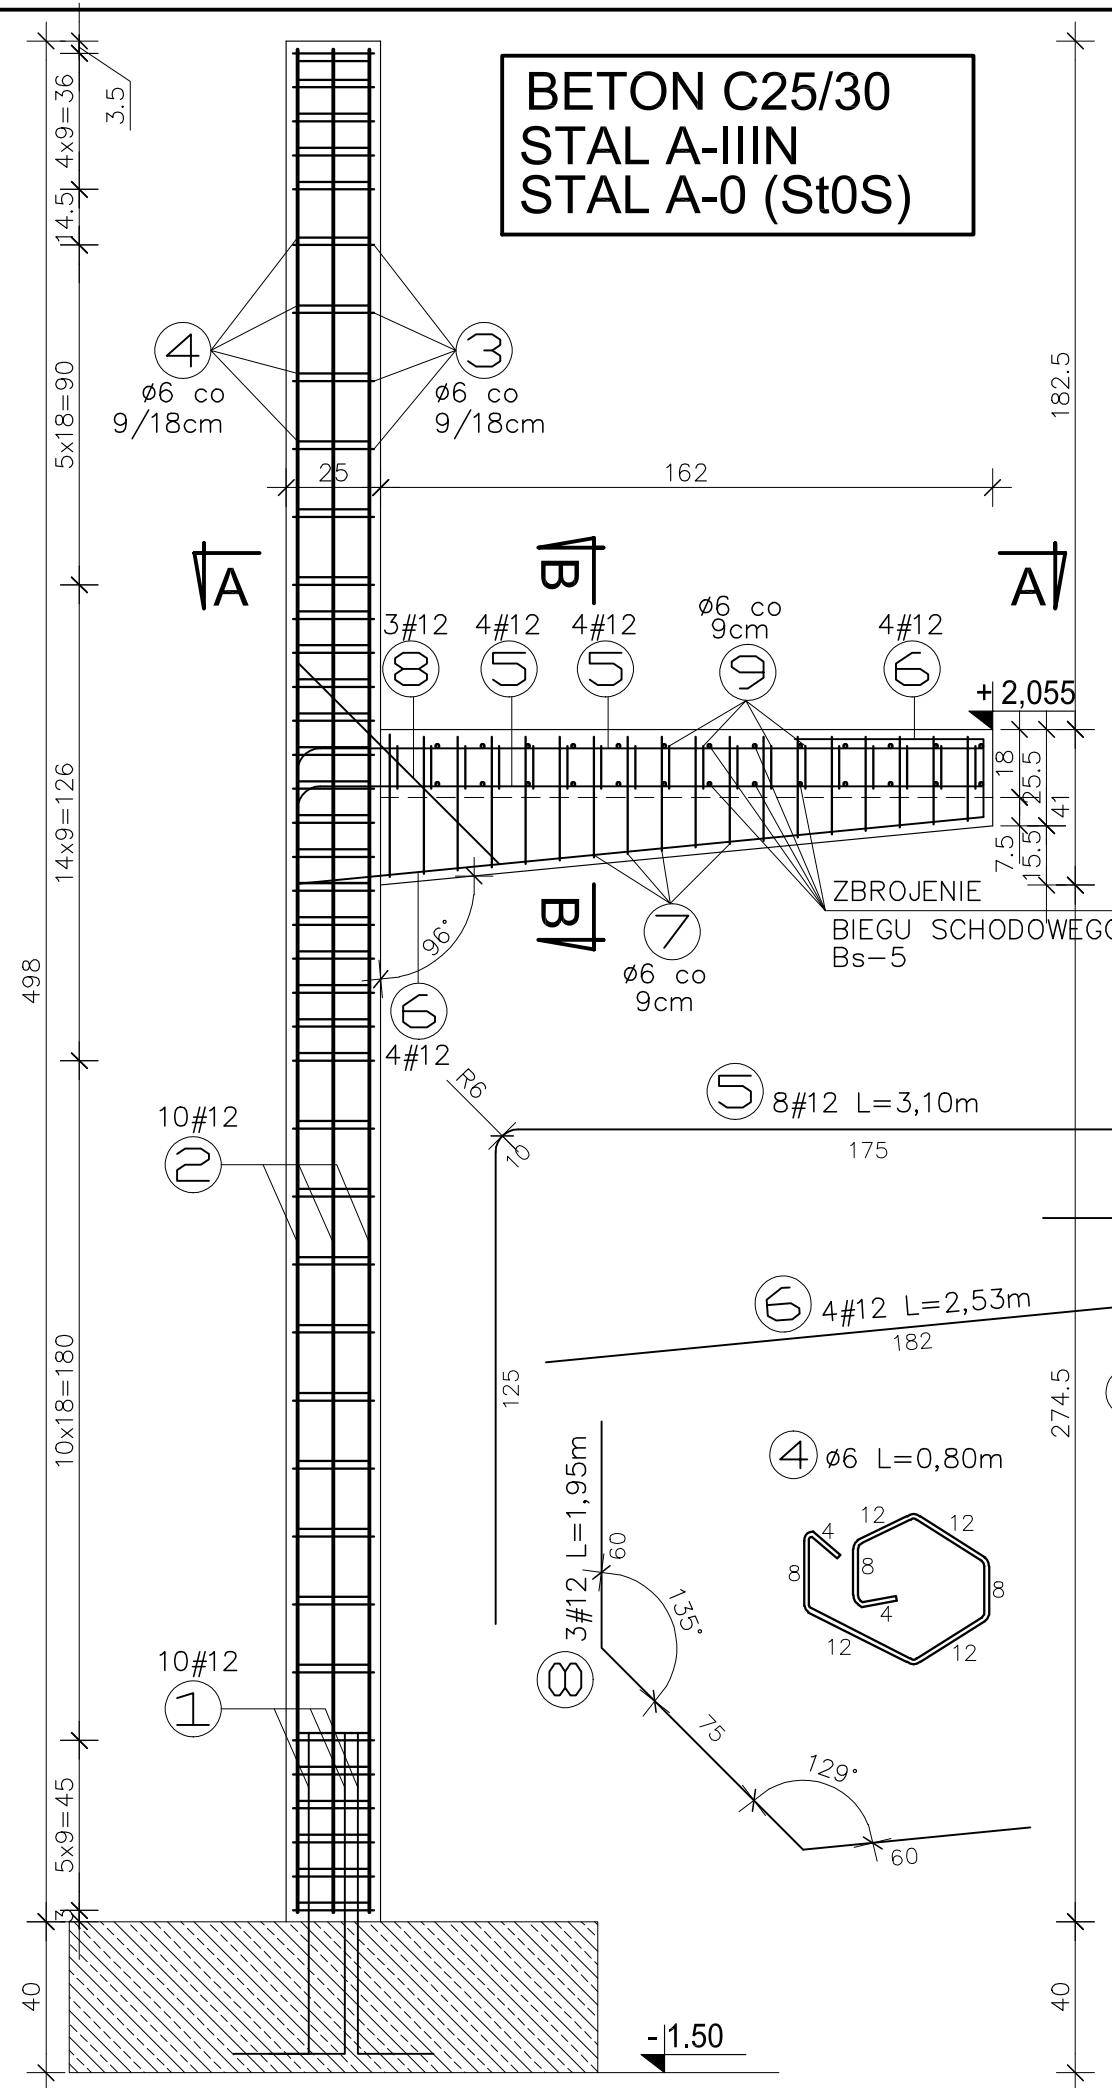 BETON C25/30
STAL A-IIIN
STAL A-0 (St0S)
3.5
4x9=36
14.5
5x18=90
14x9=126
498
10x18=180
5x9=45
3
40
4
ø6 co
9/18cm
3
ø6 co
9/18cm
25
162
182.5
A
B
A
3#12
8
4#12
5
4#12
5
ø6 co
9cm
9
4#12
6
+ 2,055
18
25.5
41
7.5
15.5
ZBROJENIE
BIEGU SCHODOWEGO
Bs-5
B
96°
7
ø6 co
9cm
6
4#12
R6
10
5
8#12 L=3,10m
175
125
10#12
2
6
4#12 L=2,53m
182
274.5
4
ø6 L=0,80m
12
12
4
8
8
8
4
12
12
8
3#12 L=1,95m
60
135°
75
129°
60
10#12
1
40
-1.50